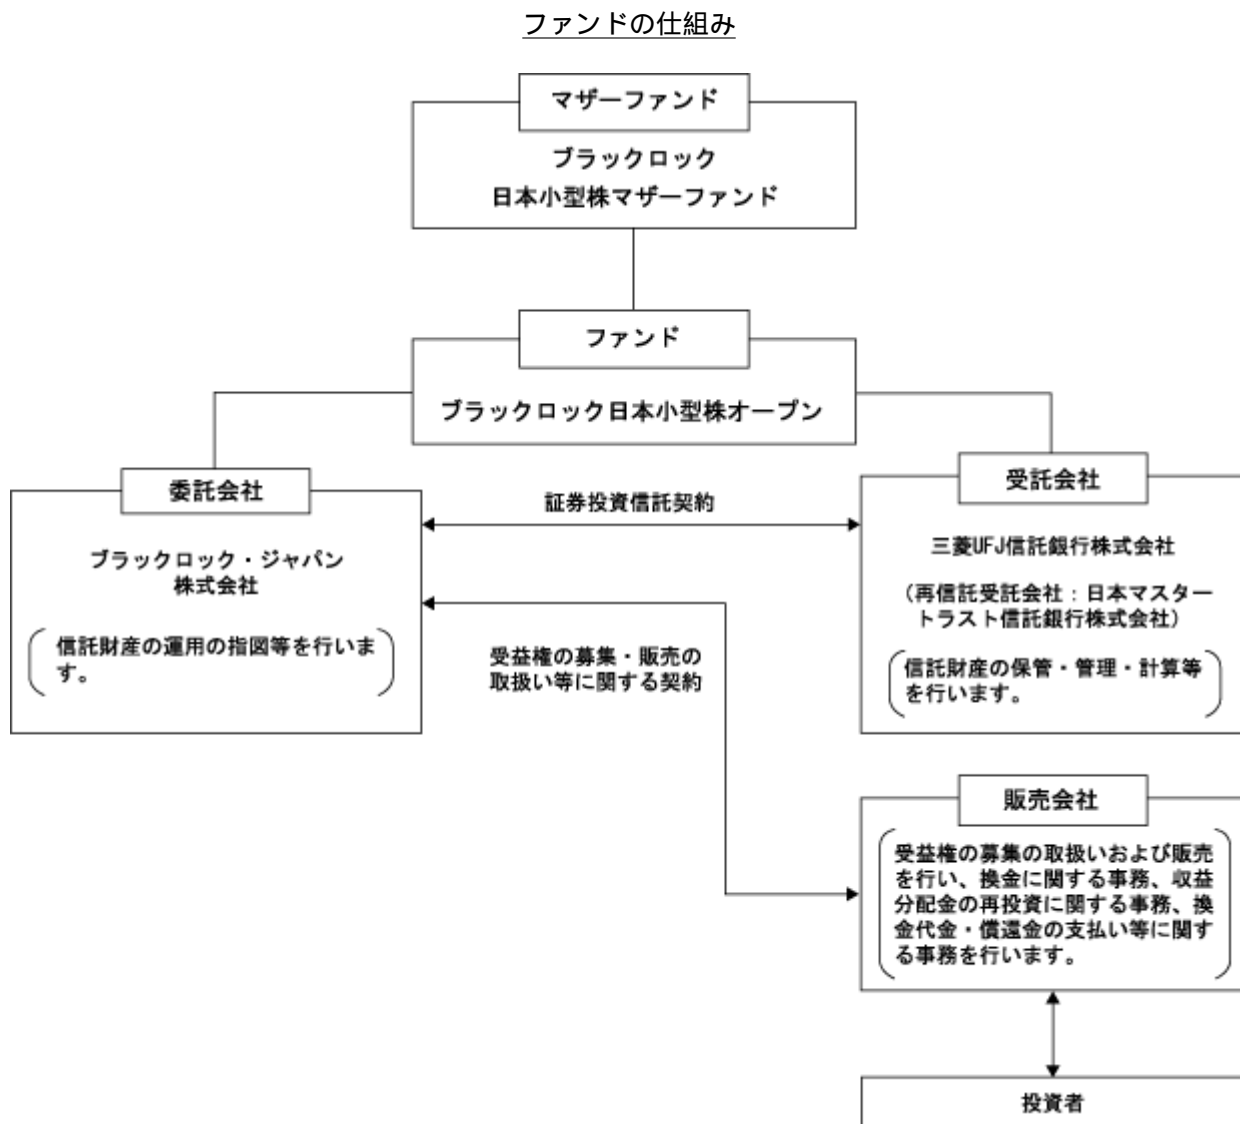 ファンドの仕組み
マザーファンド
ブラックロック
日本小型株マザーファンド
ファンド
ブラックロック日本小型株オープン
委託会社
ブラックロック・ジャパン
株式会社
信託財産の運用の指図等を行いま
す。
証券投資信託契約
受益権の募集・販売の
取扱い等に関する契約
受託会社
三菱UFJ信託銀行株式会社
（再信託受託会社：日本マスター
トラスト信託銀行株式会社）
信託財産の保管・管理・計算等
を行います。
販売会社
受益権の募集の取扱いおよび販売
を行い、換金に関する事務、収益
分配金の再投資に関する事務、換
金代金・償還金の支払い等に関す
る事務を行います。
投資者